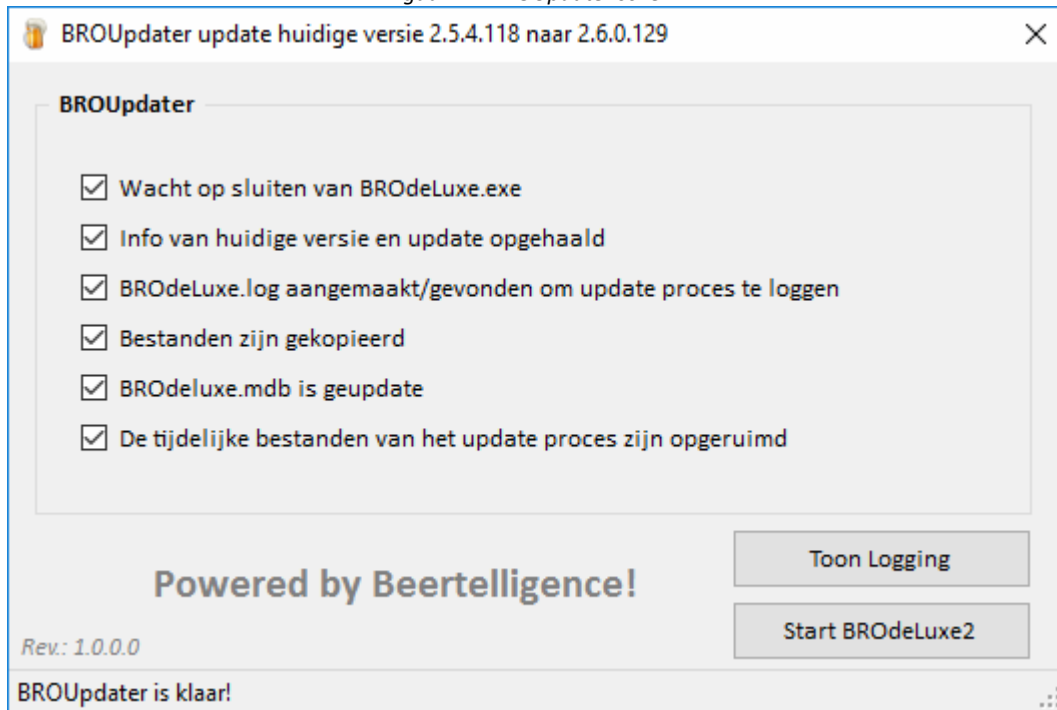 BROUpdater update huidige versie 2.5.4.118 naar 2.6.0.129
BROUpdater
Wacht op sluiten van BROdeLuxe.exe
Info van huidige versie en update opgehaald
BROdeLuxe.log aangemaakt/gevonden om update proces te loggen
Bestanden zijn gekopieerd
BROdeluxe.mdb is geupdate
De tijdelijke bestanden van het update proces zijn opgeruimd
Toon Logging
Powered by Beertelligence!
Start BROdeLuxe2
Rev.: 1.0.0.0
BROUpdater is klaar!